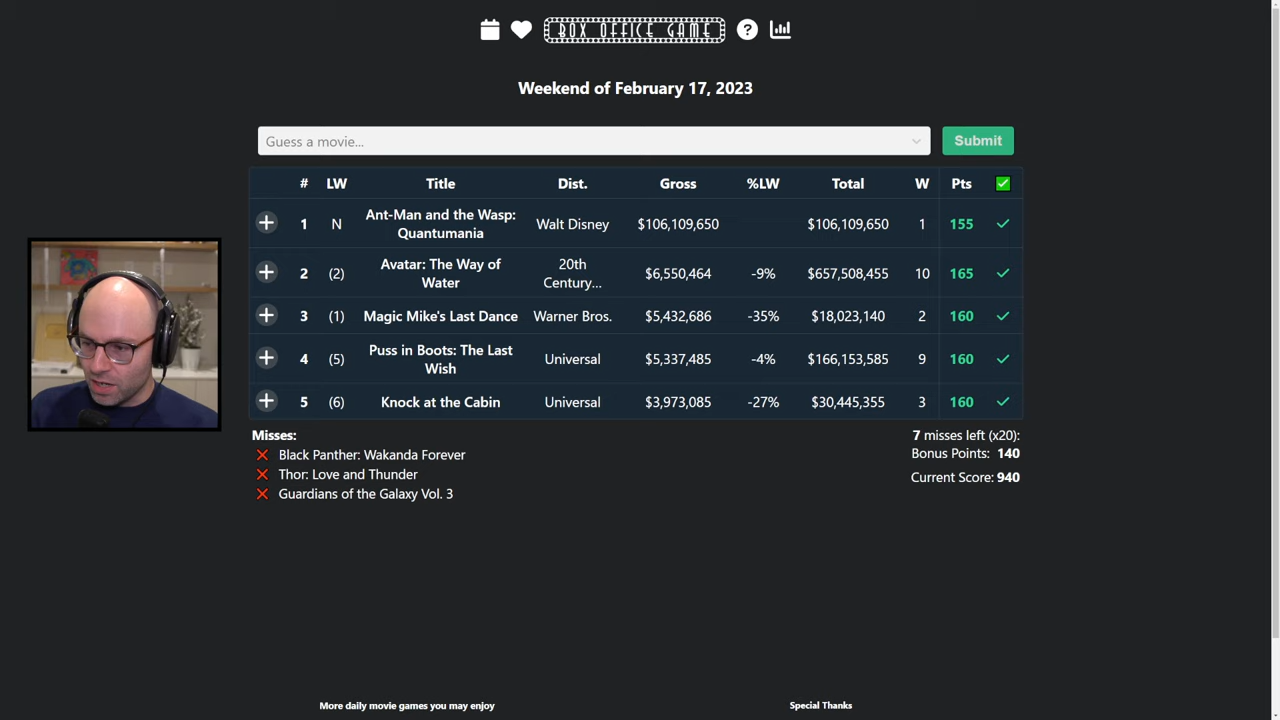 BOX OFFICE GAME ?
Weekend of February 17, 2023
Guess a movie... Submit
# LW Title Dist. Gross %LW Total W Pts
1 N Ant-Man and the Wasp: Quantumania Walt Disney $106,109,650 $106,109,650 1 155
2 (2) Avatar: The Way of Water 20th Century... $6,550,464 -9% $657,508,455 10 165
3 (1) Magic Mike's Last Dance Warner Bros. $5,432,686 -35% $18,023,140 2 160
4 (5) Puss in Boots: The Last Wish Universal $5,337,485 -4% $166,153,585 9 160
5 (6) Knock at the Cabin Universal $3,973,085 -27% $30,445,355 3 160
Misses: 7 misses left (x20):
Black Panther: Wakanda Forever Bonus Points: 140
Thor: Love and Thunder Current Score: 940
Guardians of the Galaxy Vol. 3
More daily movie games you may enjoy Special Thanks